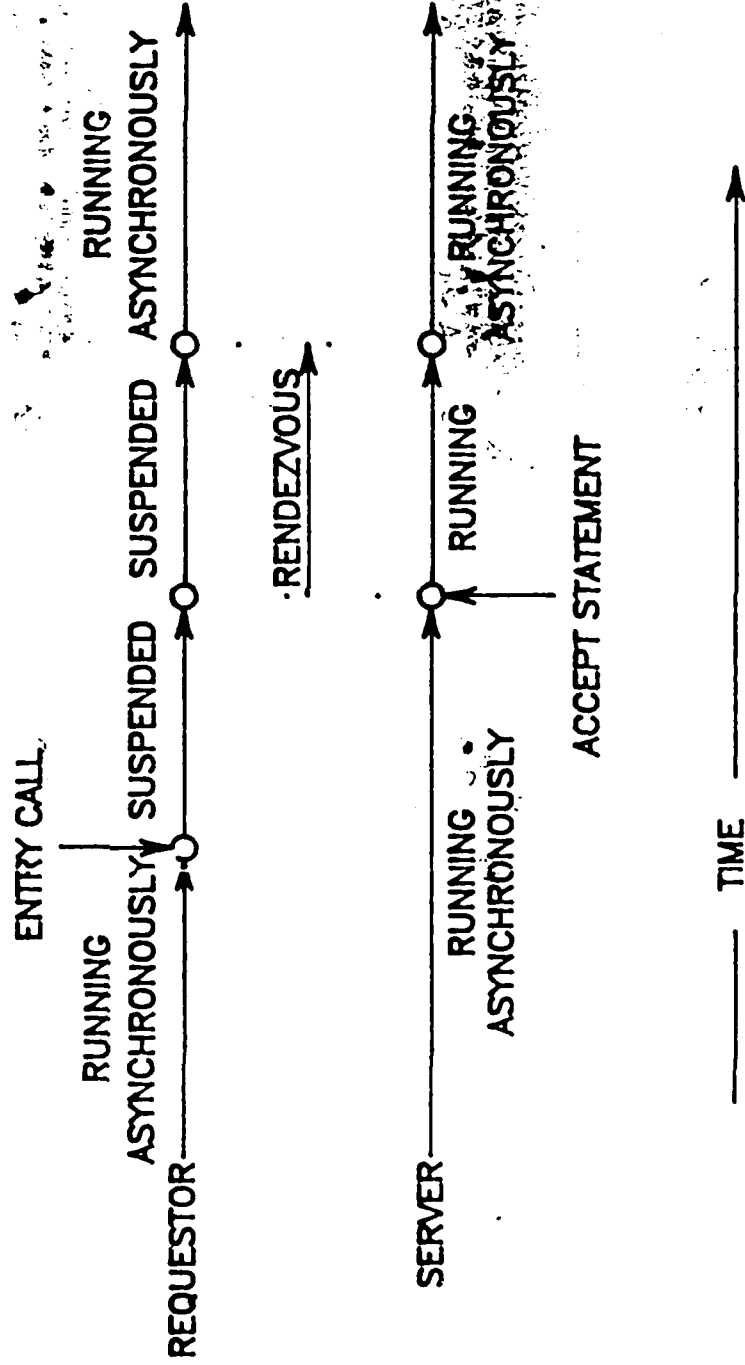 ENTRY CALL
RUNNING
ASYNCHRONOUSLY
SUSPENDED
SUSPENDED
RUNNING
ASYNCHRONOUSLY
REQUESTOR
RENDEZVOUS
SERVER
RUNNING
ASYNCHRONOUSLY
RUNNING
RUNNING
ASYNCHRONOUSLY
ACCEPT STATEMENT
TIME